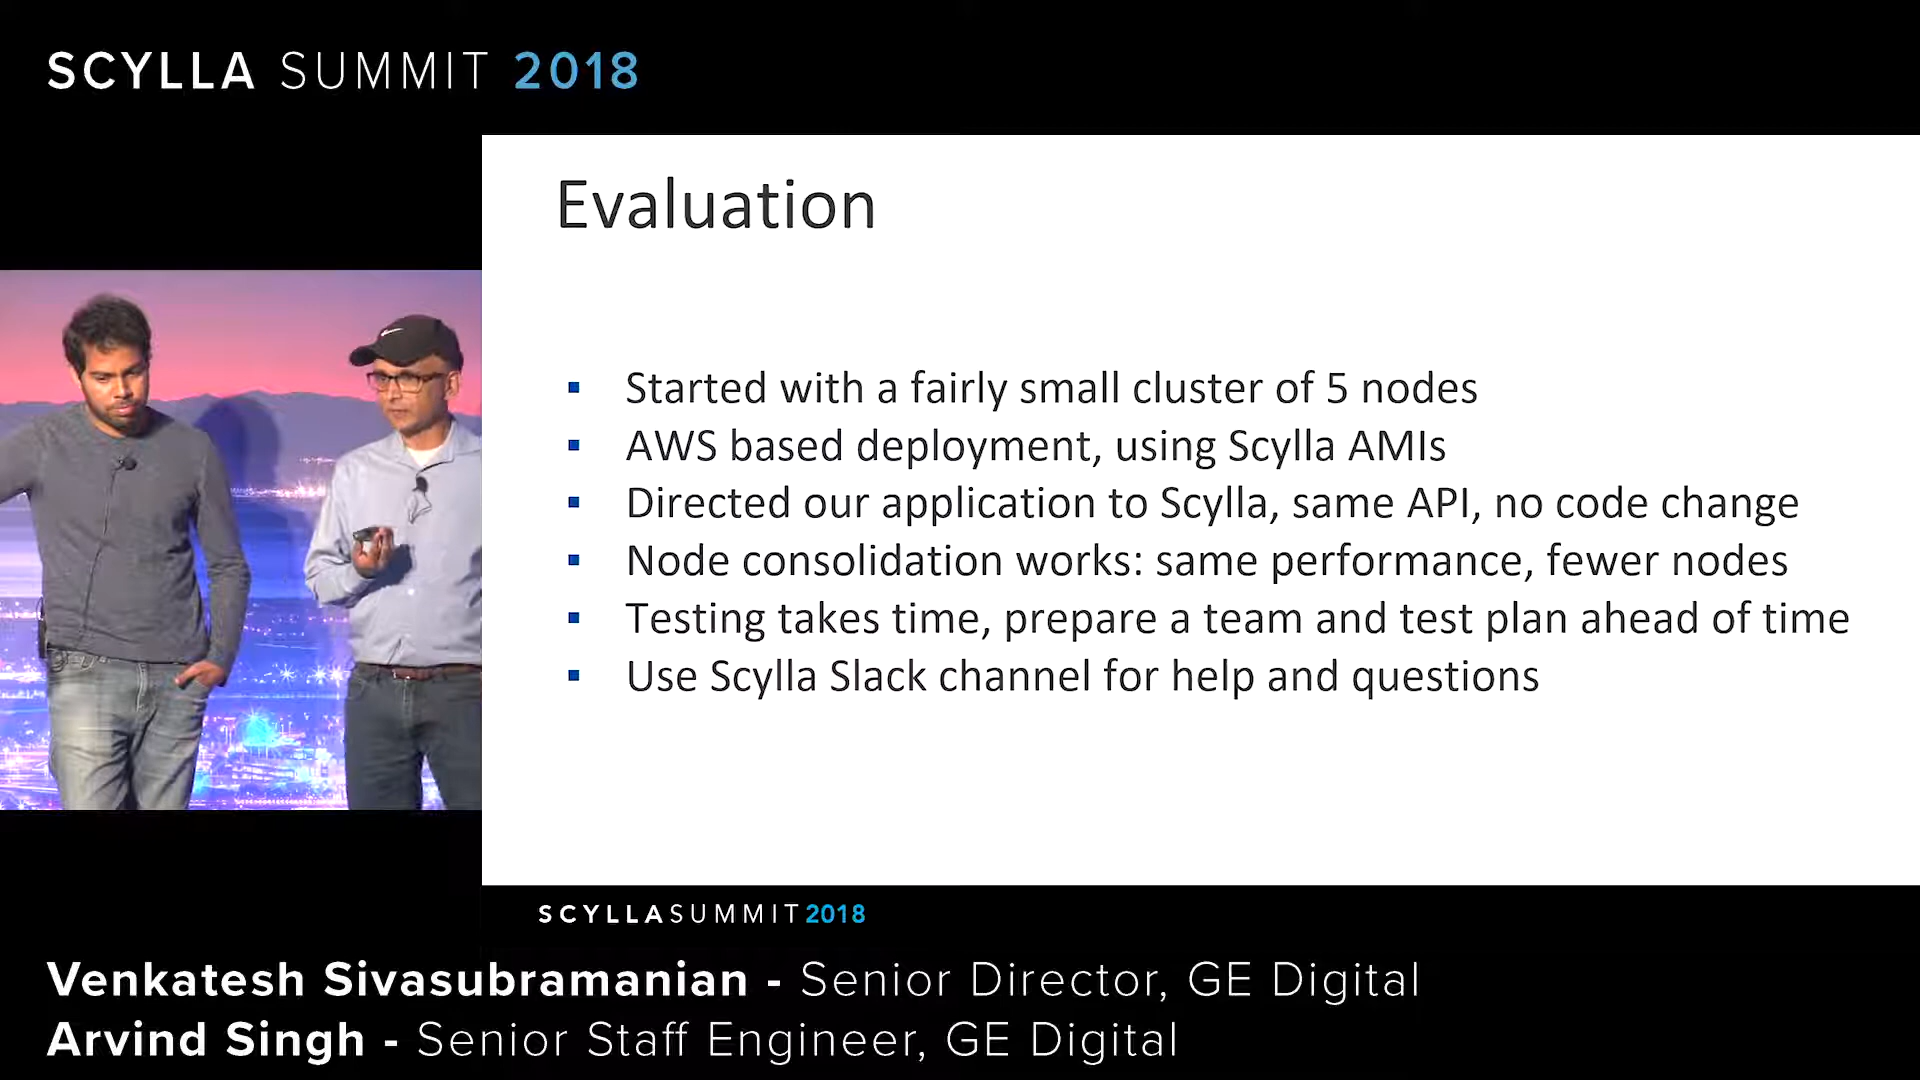 SCYLLA SUMMIT 2018
Evaluation
▪ Started with a fairly small cluster of 5 nodes
▪ AWS based deployment, using Scylla AMIs
▪ Directed our application to Scylla, same API, no code change
▪ Node consolidation works: same performance, fewer nodes
▪ Testing takes time, prepare a team and test plan ahead of time
▪ Use Scylla Slack channel for help and questions
SCYLLASUMMIT2018
Venkatesh Sivasubramanian - Senior Director, GE Digital
Arvind Singh - Senior Staff Engineer, GE Digital